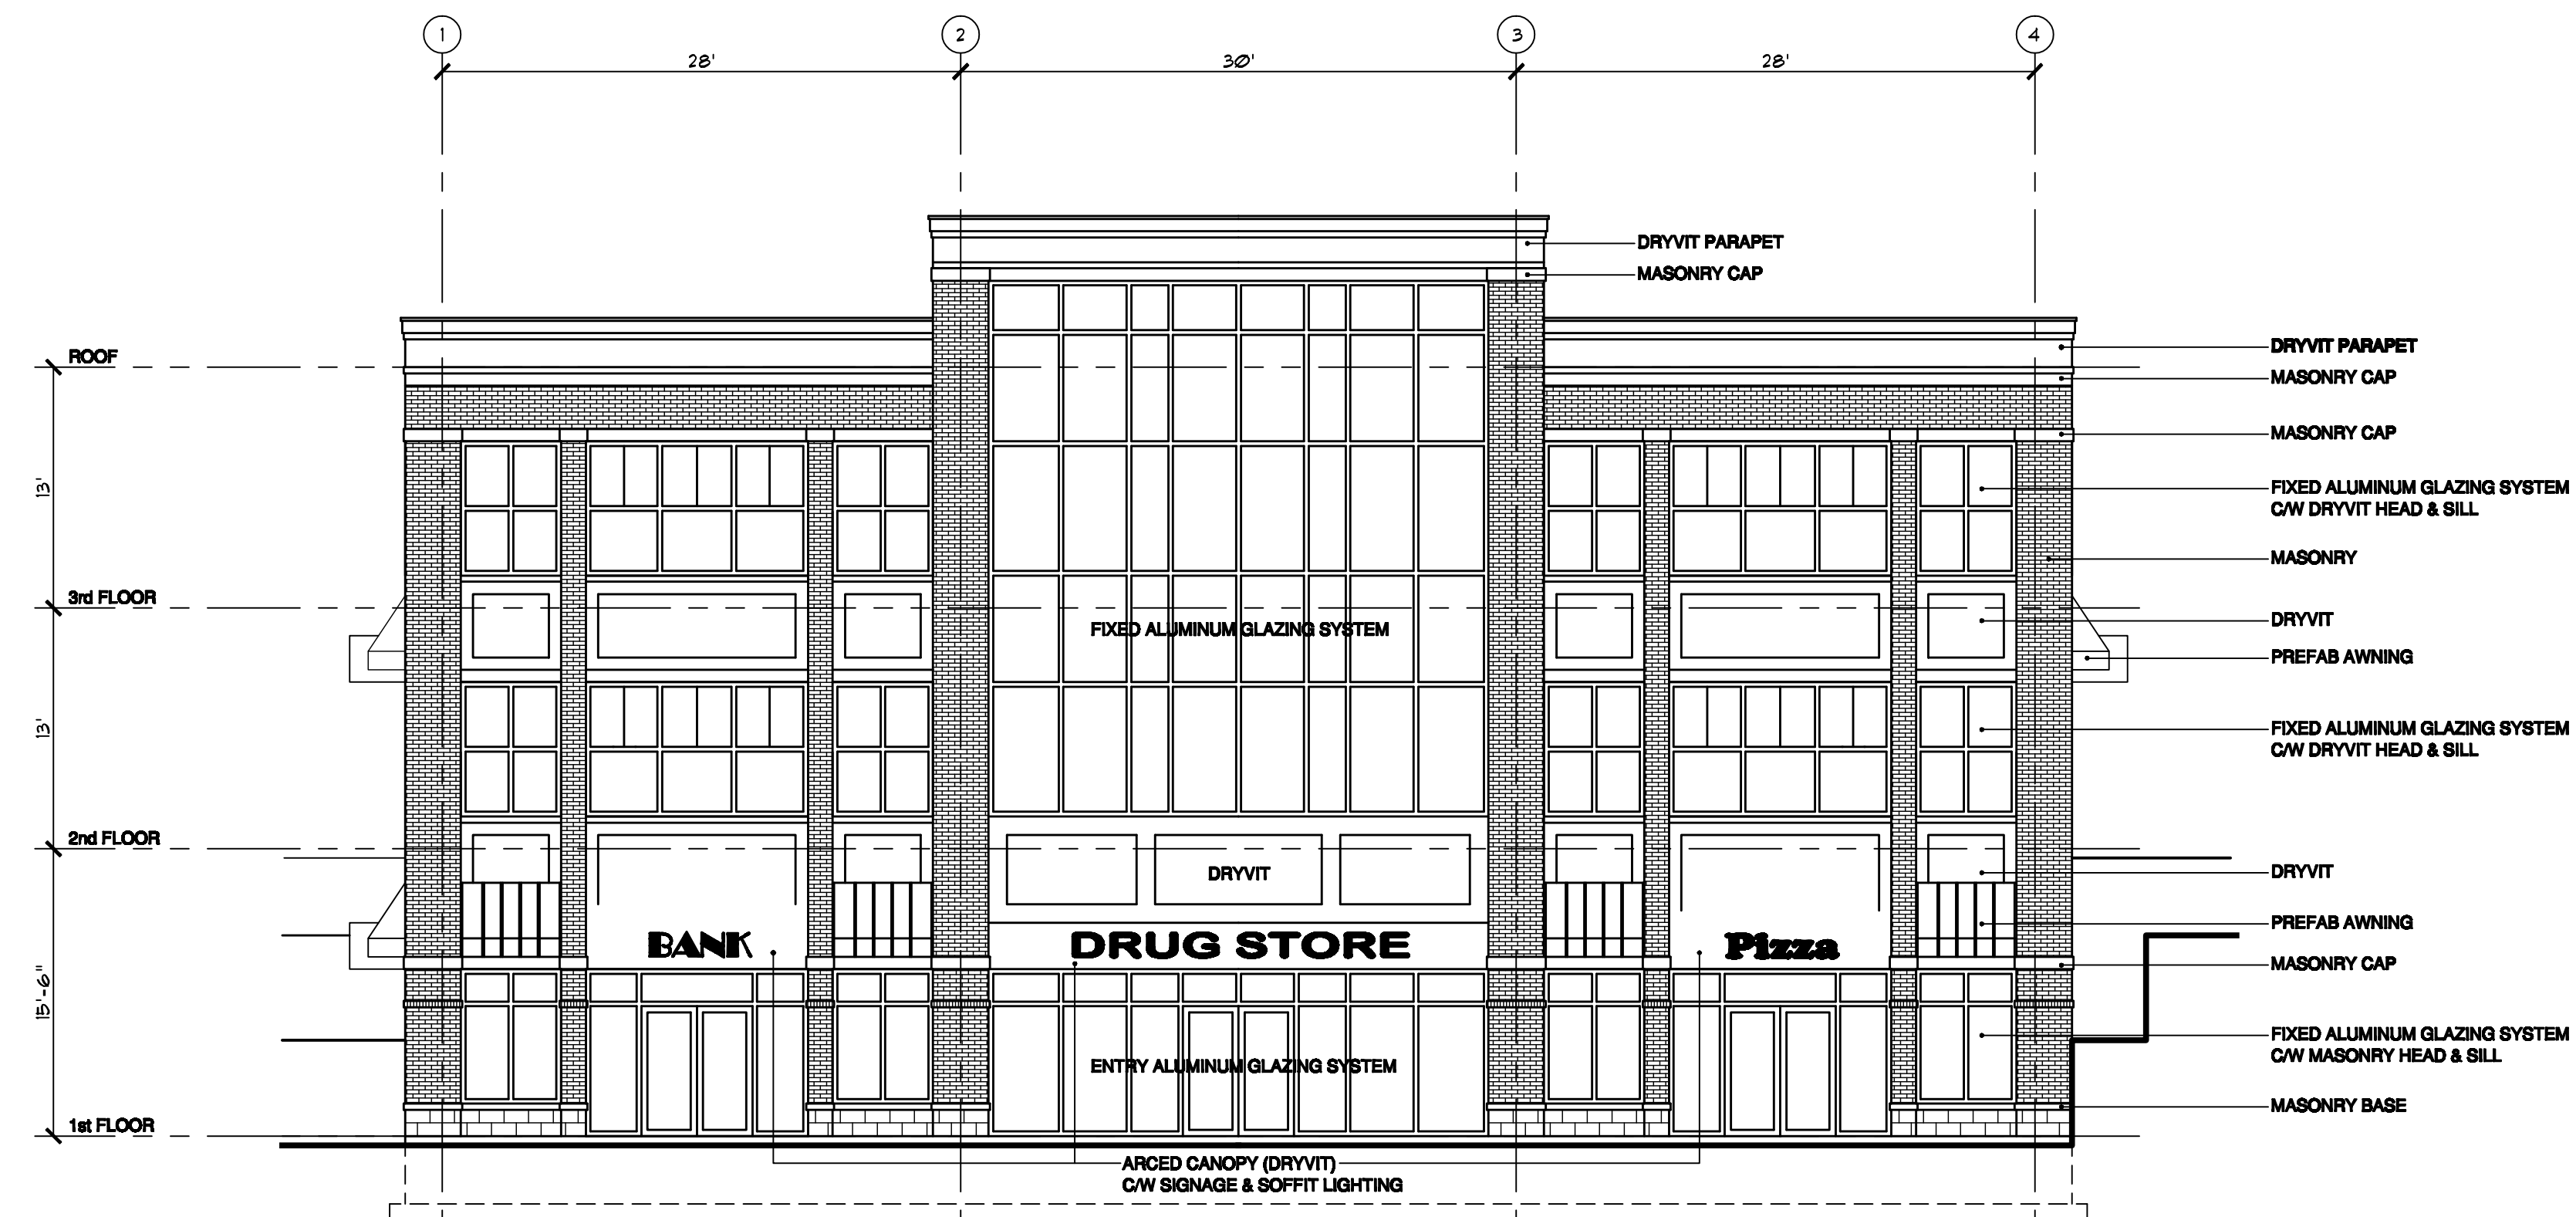 1
2
3
4
28'
30'
28'
DRYVIT PARAPET
MASONRY CAP
ROOF
DRYVIT PARAPET
MASONRY CAP
MASONRY CAP
13'
FIXED ALUMINUM GLAZING SYSTEM
C/W DRYVIT HEAD & SILL
MASONRY
3rd FLOOR
DRYVIT
FIXED ALUMINUM GLAZING SYSTEM
PREFAB AWNING
13'
FIXED ALUMINUM GLAZING SYSTEM
C/W DRYVIT HEAD & SILL
2nd FLOOR
DRYVIT
DRYVIT
PREFAB AWNING
BANK
DRUG STORE
Pizza
MASONRY CAP
15'-6"
FIXED ALUMINUM GLAZING SYSTEM
C/W MASONRY HEAD & SILL
ENTRY ALUMINUM GLAZING SYSTEM
MASONRY BASE
1st FLOOR
ARCED CANOPY (DRYVIT)
C/W SIGNAGE & SOFFIT LIGHTING